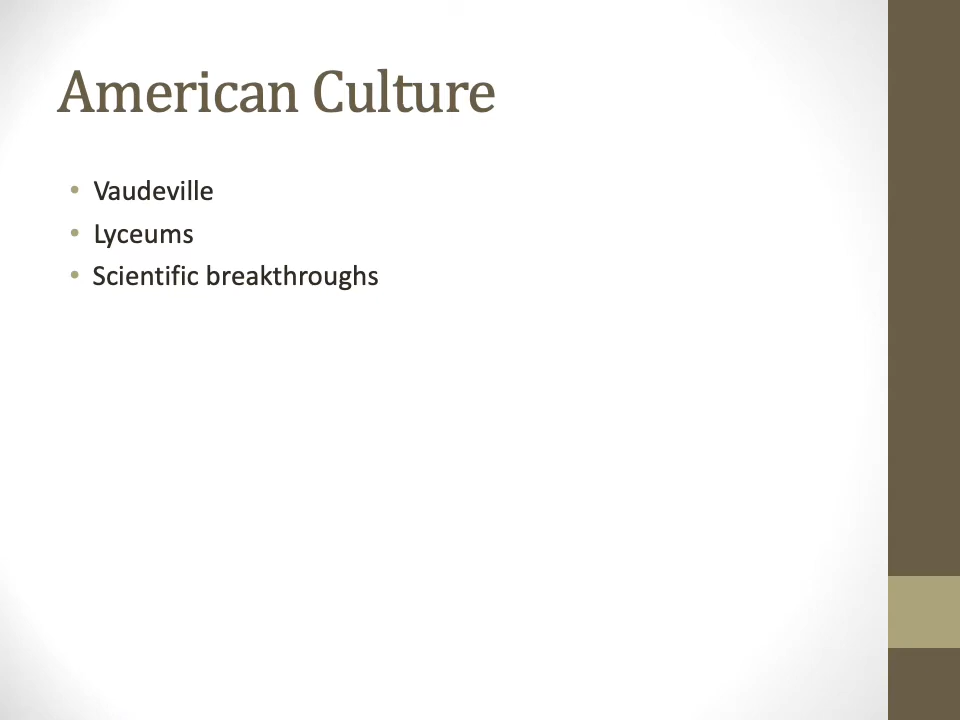 American Culture
• Vaudeville
• Lyceums
• Scientific breakthroughs